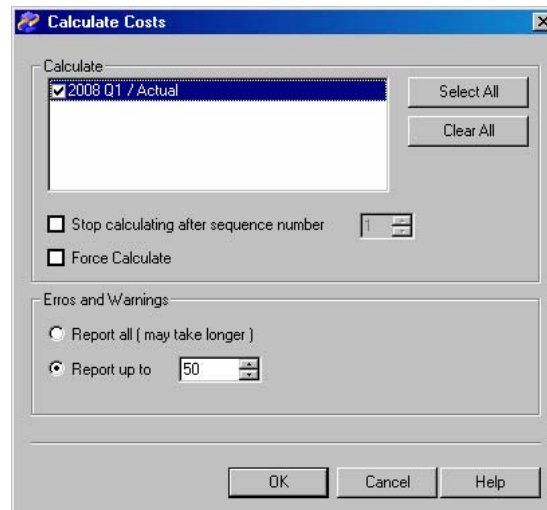 Calculate Costs
Calculate
2008 Q1 / Actual
Select All
Clear All
Stop calculating after sequence number
1
Force Calculate
Erros and Warnings
Report all ( may take longer )
Report up to
50
OK
Cancel
Help